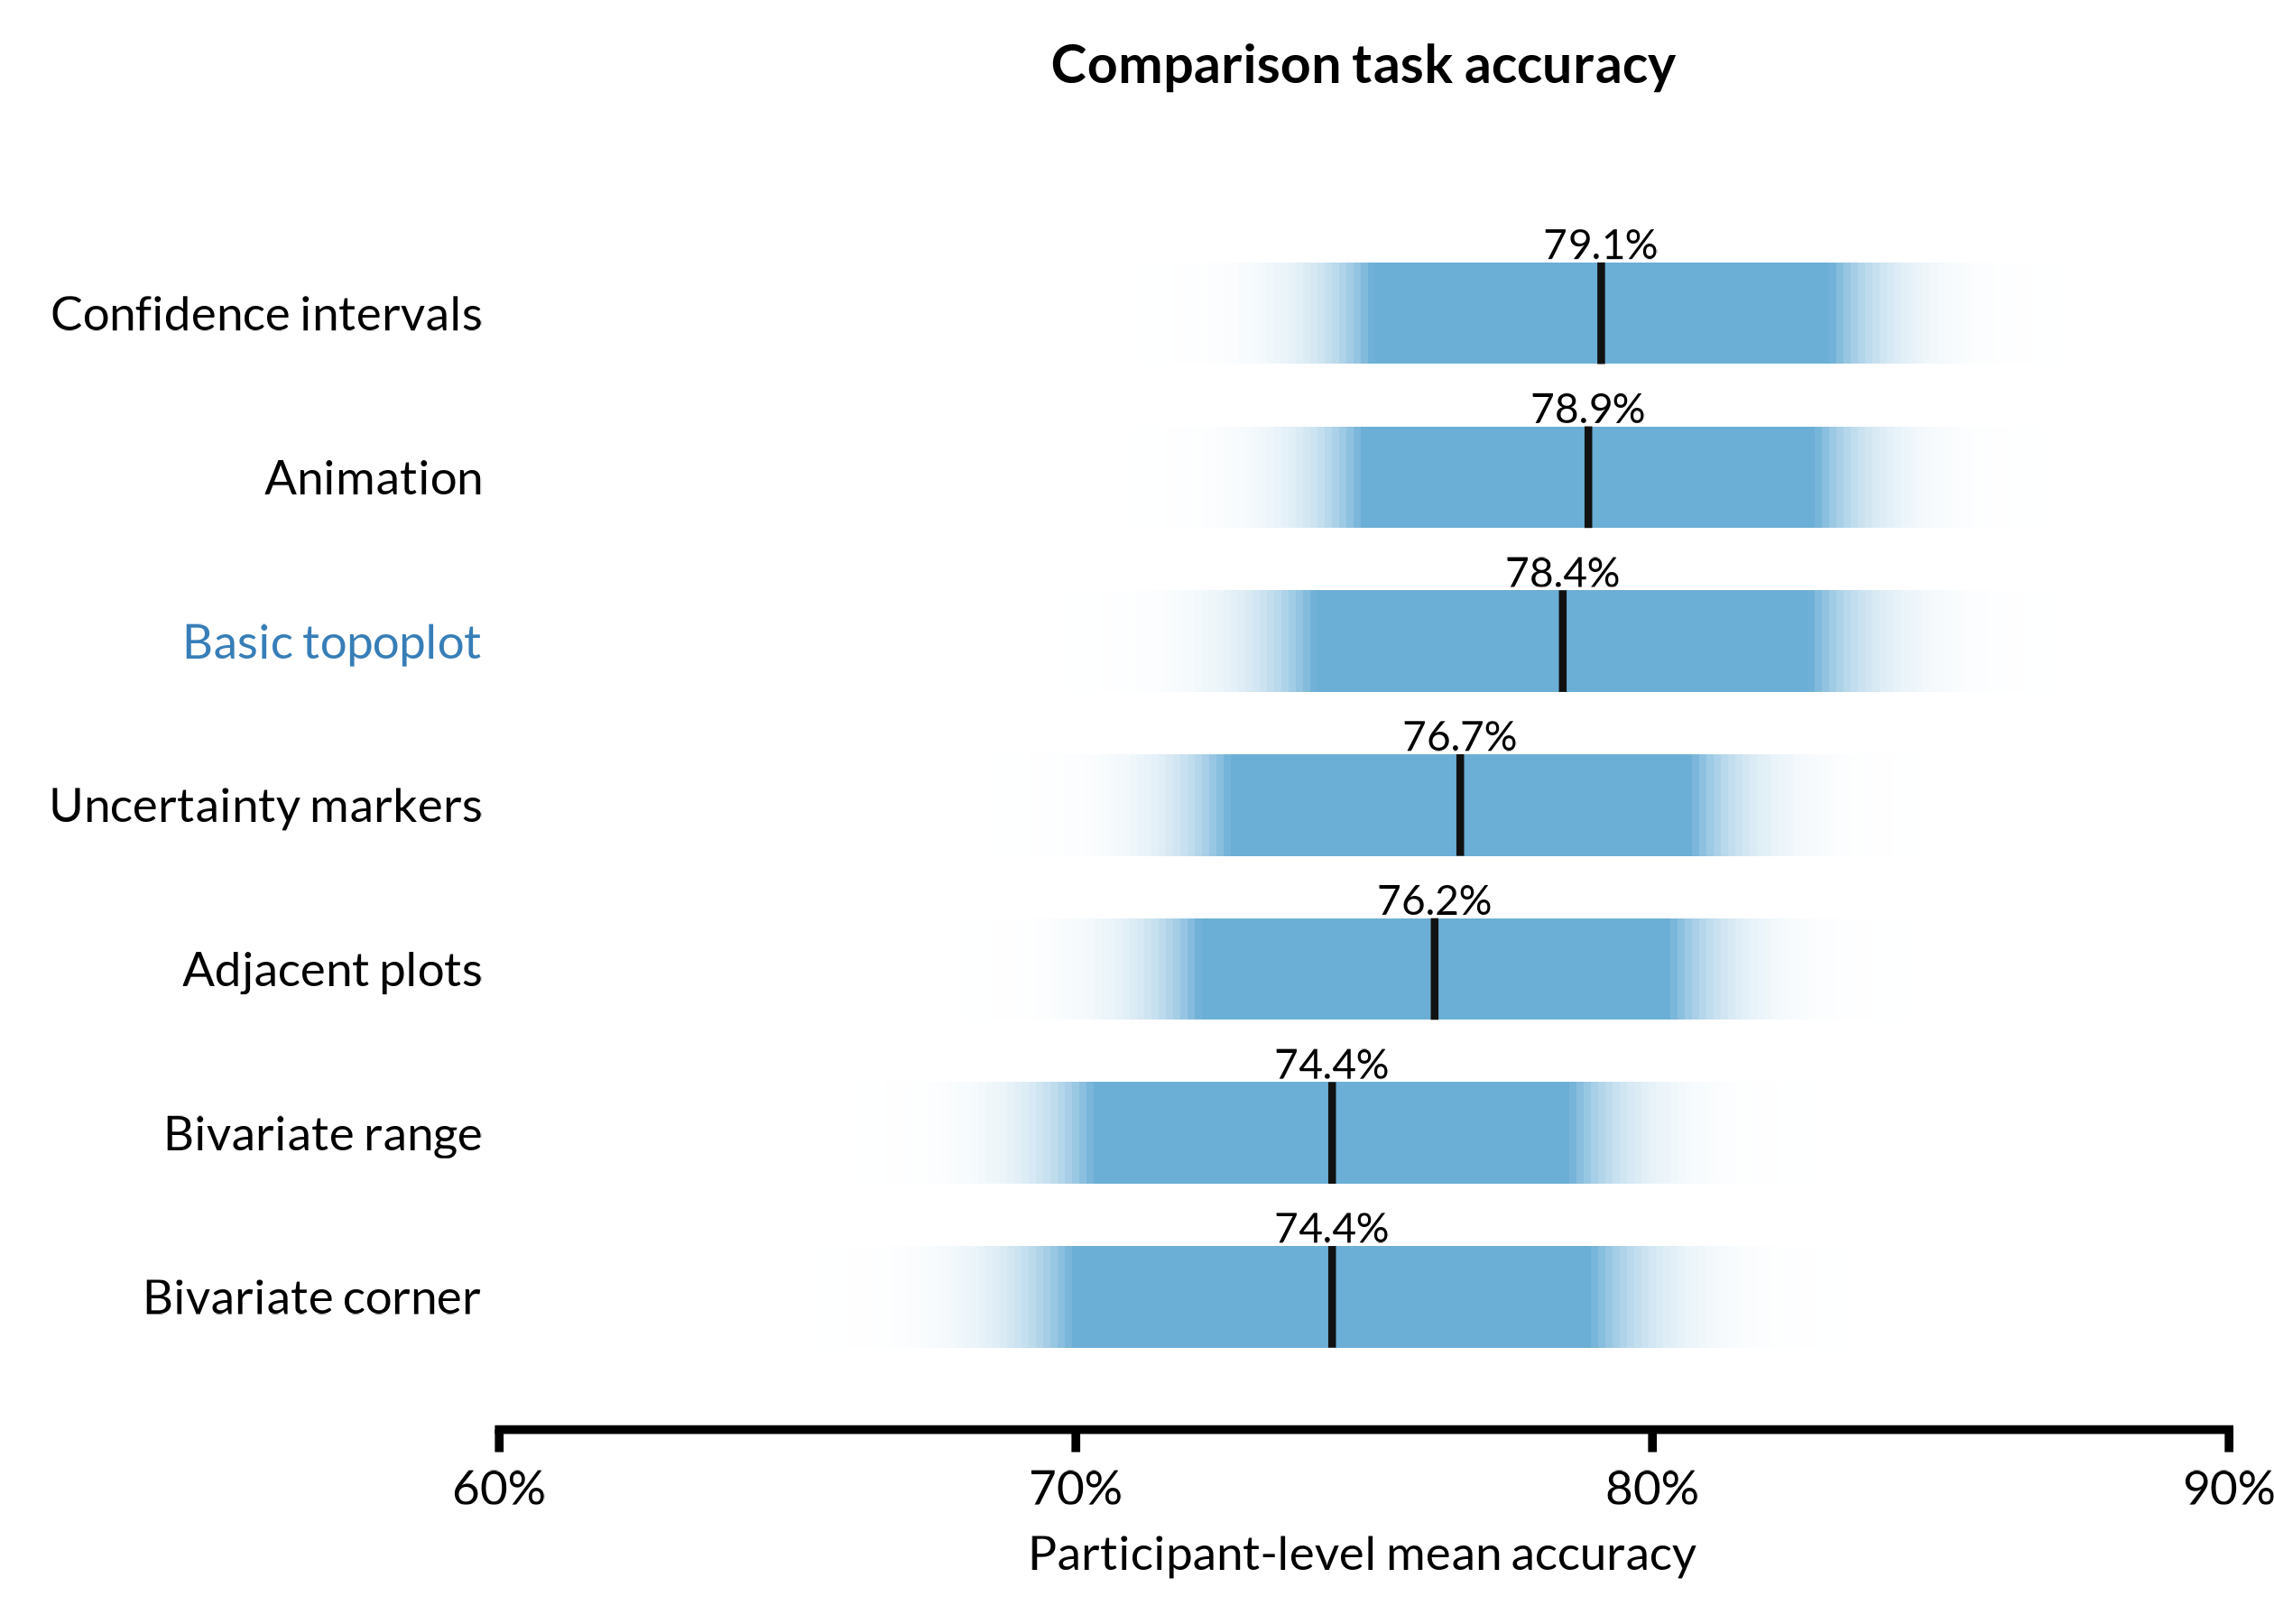 Comparison task accuracy
79.1%
Confidence intervals
78.9%
Animation
78.4%
Basic topoplot
76.7%
Uncertainty markers
76.2%
Adjacent plots
74.4%
Bivariate range
74.4%
Bivariate corner
60% 70% 80% 90%
Participant-level mean accuracy